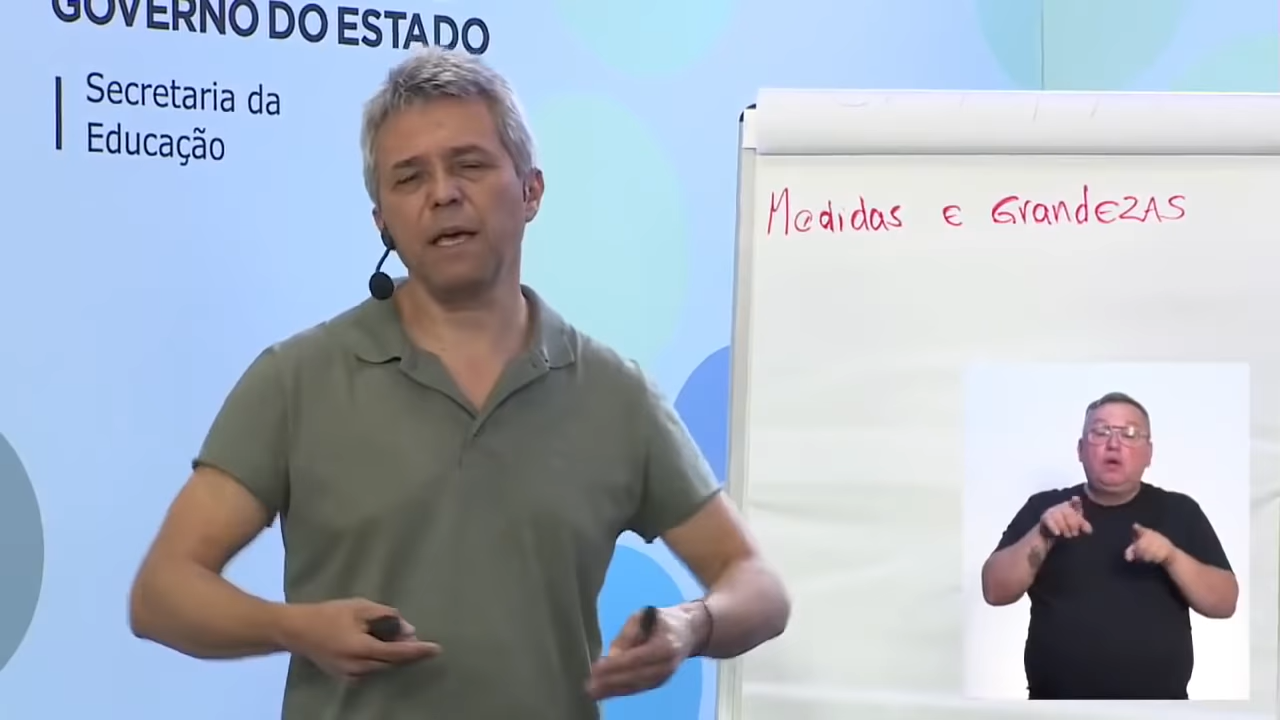 GOVERNO DO ESTADO
Secretaria da
Educação
Medidas e GrandEZAS